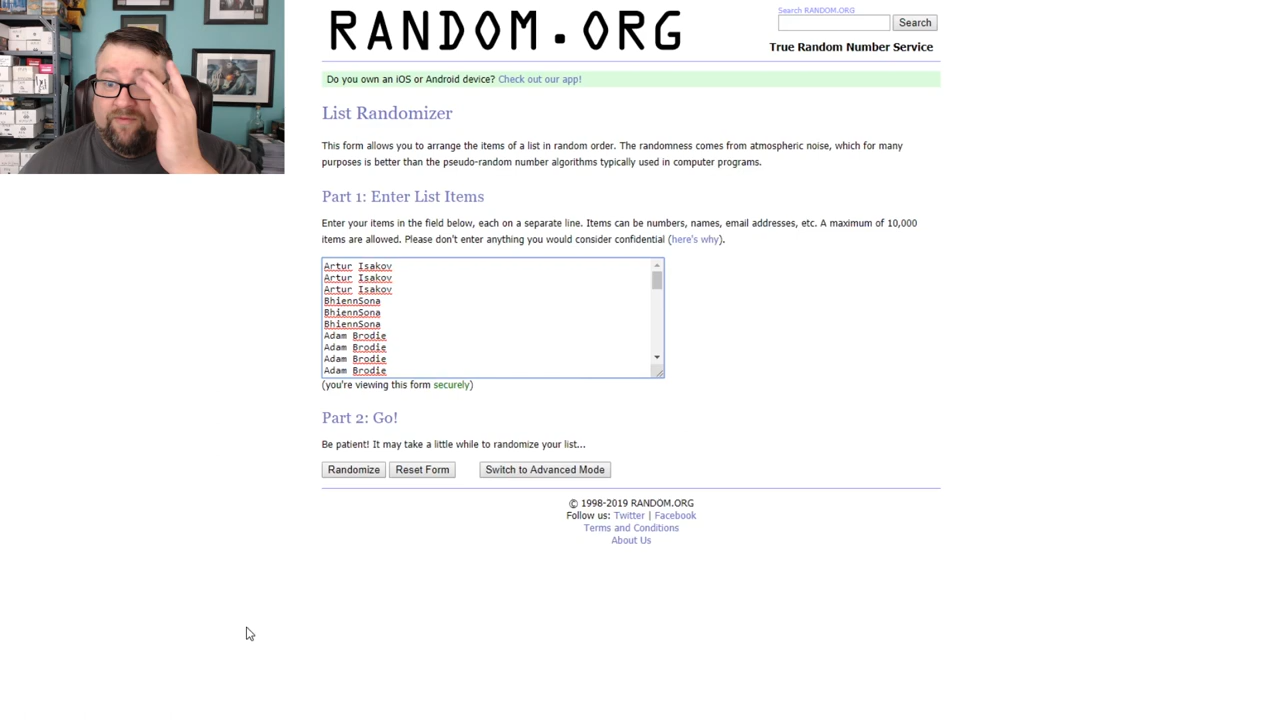 RANDOM.ORG
Search RANDOM.ORG
Search
True Random Number Service
Do you own an iOS or Android device? Check out our app!
List Randomizer
This form allows you to arrange the items of a list in random order. The randomness comes from atmospheric noise, which for many
purposes is better than the pseudo-random number algorithms typically used in computer programs.
Part 1: Enter List Items
Enter your items in the field below, each on a separate line. Items can be numbers, names, email addresses, etc. A maximum of 10,000
items are allowed. Please don't enter anything you would consider confidential (here's why).
Artur Isakov
Artur Isakov
Artur Isakov
BhiennSona
BhiennSona
BhiennSona
Adam Brodie
Adam Brodie
Adam Brodie
Adam Brodie
(you're viewing this form securely)
Part 2: Go!
Be patient! It may take a little while to randomize your list...
Randomize Reset Form Switch to Advanced Mode
© 1998-2019 RANDOM.ORG
Follow us: Twitter | Facebook
Terms and Conditions
About Us